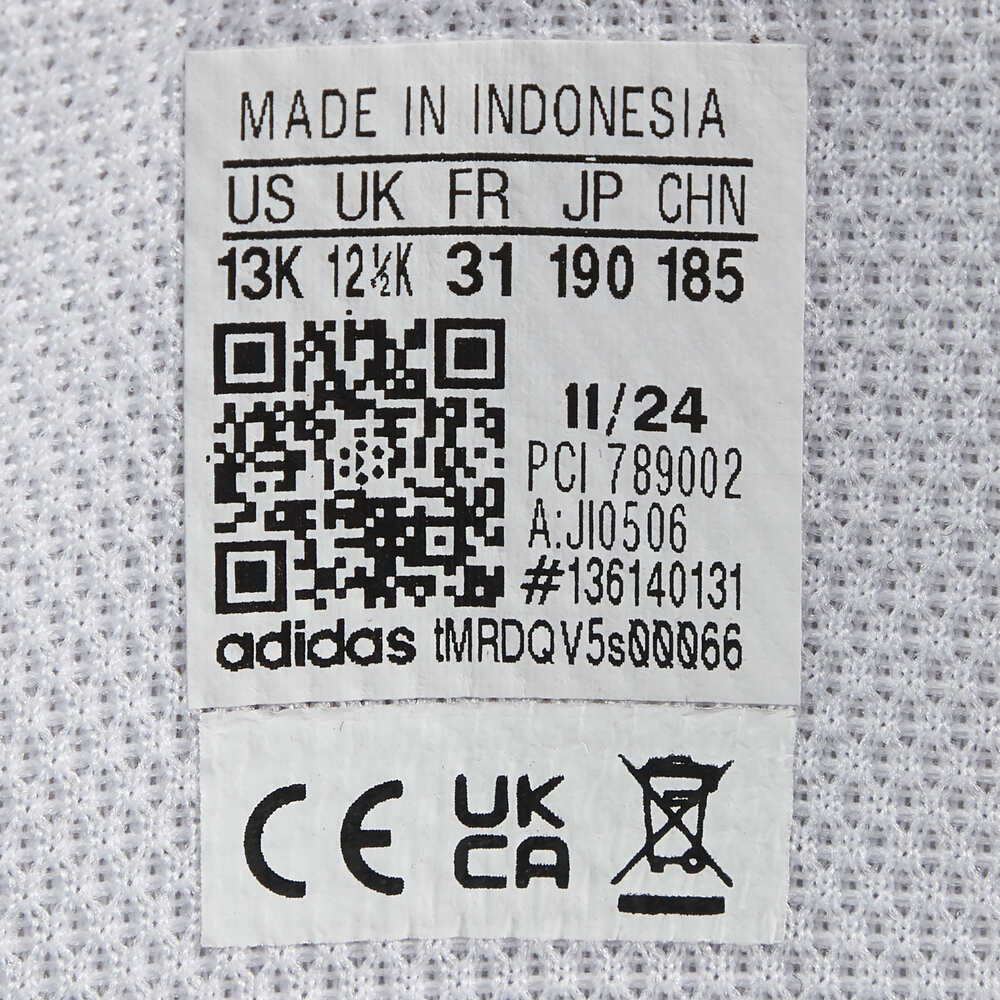 MADE IN INDONESIA
US UK FR JP CHN
13K 12½K 31 190 185
11/24
PCI 789002
A:JI0506
#136140131
adidas tMRDQV5s00066
CE UK CA